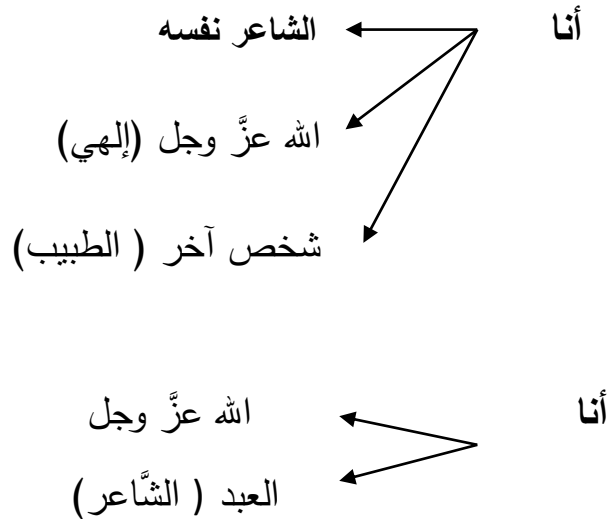 أنا الشاعر نفسه
الله عزَّ وجل (إلهي)
شخص آخر ( الطبيب)
أنا الله عزَّ وجل
العبد ( الشَّاعر)